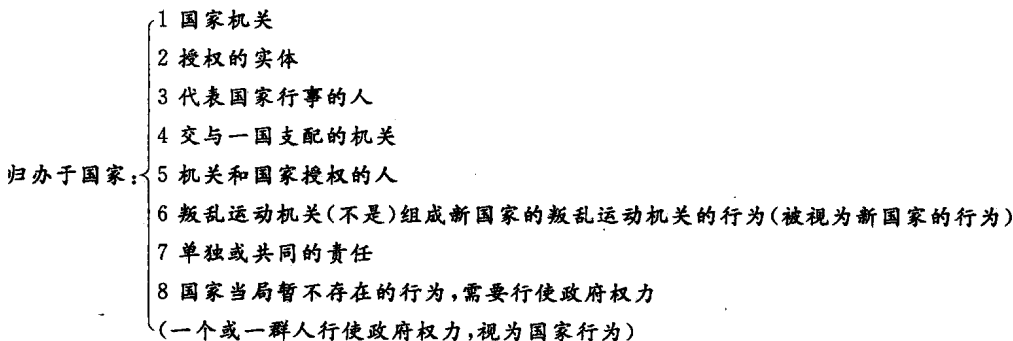 1 国家机关
2 授权的实体
3 代表国家行事的人
4 交与一国支配的机关
归办于国家:
5 机关和国家授权的人
6 叛乱运动机关(不是)组成新国家的叛乱运动机关的行为(被视为新国家的行为)
7 单独或共同的责任
8 国家当局暂不存在的行为,需要行使政府权力
(一个或一群人行使政府权力,视为国家行为)